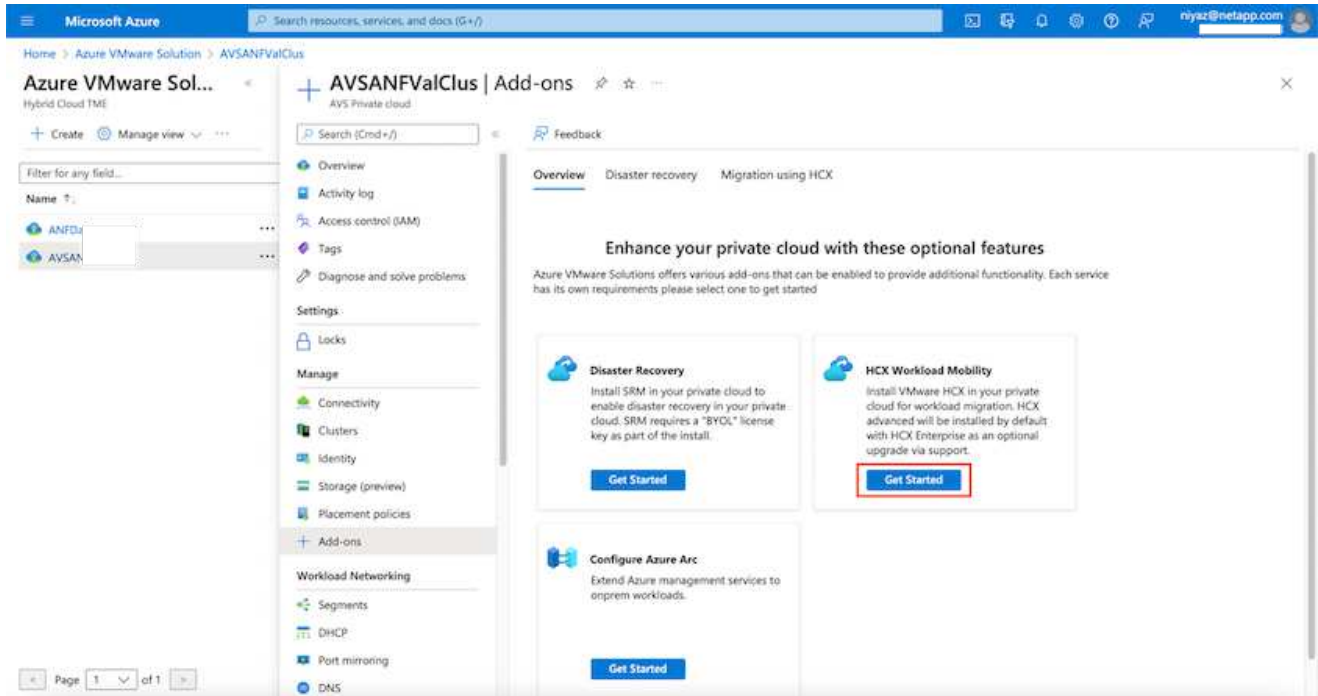 Microsoft Azure
Search resources, services, and docs (G+/)
niyaz@netapp.com
Home > Azure VMware Solution > AVSANFValClus
Azure VMware Sol...
Hybrid Cloud TME
+ Create
Manage view
Filter for any field...
Name
ANFDa
AVSAN
Page 1 of 1
AVSANFValClus | Add-ons
AVS Private cloud
Search (Cmd+/)
Overview
Activity log
Access control (IAM)
Tags
Diagnose and solve problems
Settings
Locks
Manage
Connectivity
Clusters
Identity
Storage (preview)
Placement policies
Add-ons
Workload Networking
Segments
DHCP
Port mirroring
DNS
Feedback
Overview
Disaster recovery
Migration using HCX
Enhance your private cloud with these optional features
Azure VMware Solutions offers various add-ons that can be enabled to provide additional functionality. Each service
has its own requirements please select one to get started
Disaster Recovery
Install SRM in your private cloud to
enable disaster recovery in your private
cloud. SRM requires a "BYOL" license
key as part of the install.
Get Started
HCX Workload Mobility
Install VMware HCX in your private
cloud for workload migration. HCX
advanced will be installed by default
with HCX Enterprise as an optional
upgrade via support.
Get Started
Configure Azure Arc
Extend Azure management services to
onprem workloads.
Get Started